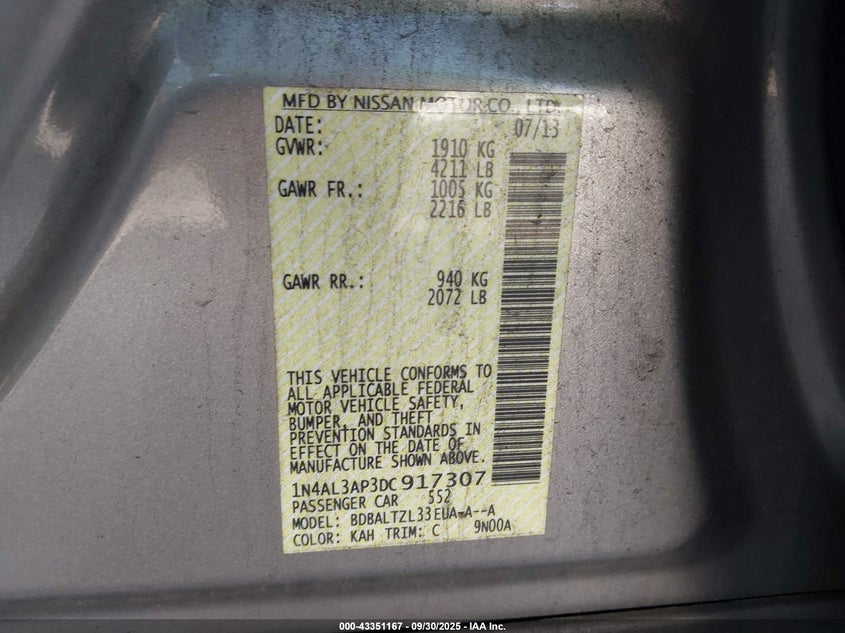 MFD BY NISSAN MOTOR CO., LTD.
DATE: 07/13
GVWR: 1910 KG
4211 LB
GAWR FR.: 1005 KG
2216 LB
GAWR RR.: 940 KG
2072 LB
THIS VEHICLE CONFORMS TO
ALL APPLICABLE FEDERAL
MOTOR VEHICLE SAFETY,
BUMPER, AND THEFT
PREVENTION STANDARDS IN
EFFECT ON THE DATE OF
MANUFACTURE SHOWN ABOVE.
1N4AL3AP3DC917307
PASSENGER CAR 552
MODEL: BDBALTZL33EUA-A--A
COLOR: KAH TRIM: C 9N00A
000-43351167 - 09/30/2025 - IAA Inc.